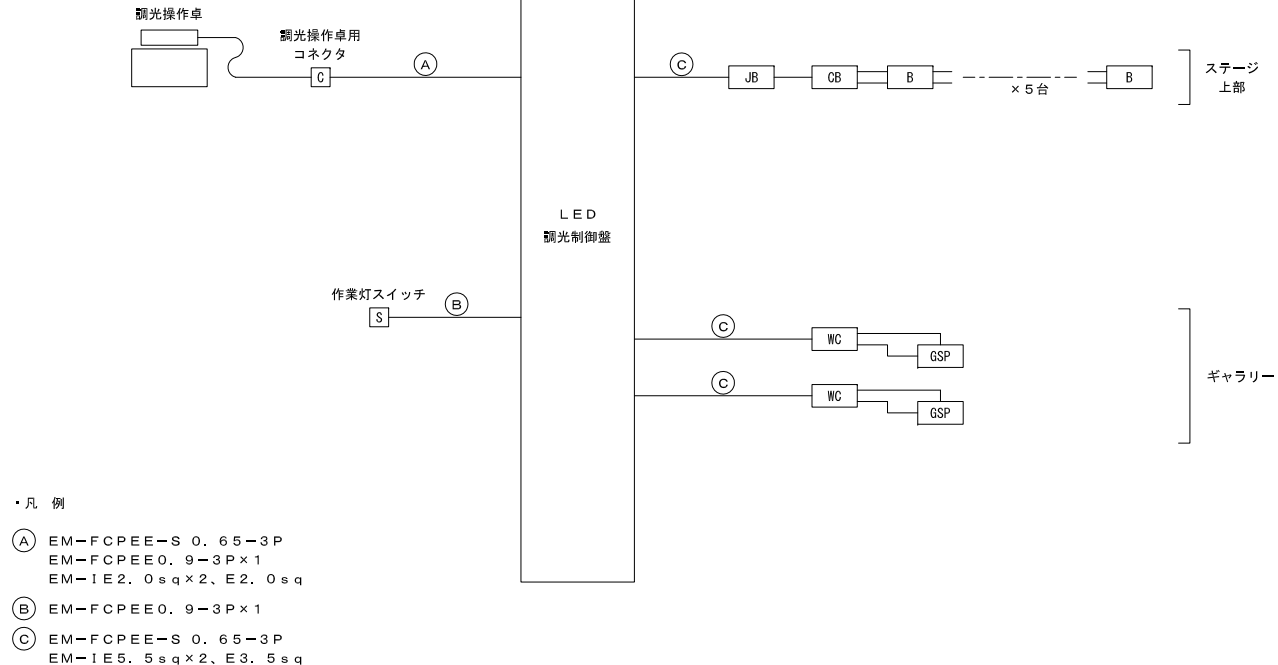 調光操作卓
調光操作卓用
コネクタ
C
A
C
JB
CB
B
×5台
B
ステージ
上部
LED
調光制御盤
作業灯スイッチ
S
B
C
WC
GSP
C
WC
GSP
ギャラリー
・凡 例
A EM-FCPEE-S 0.65-3P
EM-FCPEE0.9-3P×1
EM-IE2.0sq×2、E2.0sq
B EM-FCPEE0.9-3P×1
C EM-FCPEE-S 0.65-3P
EM-IE5.5sq×2、E3.5sq